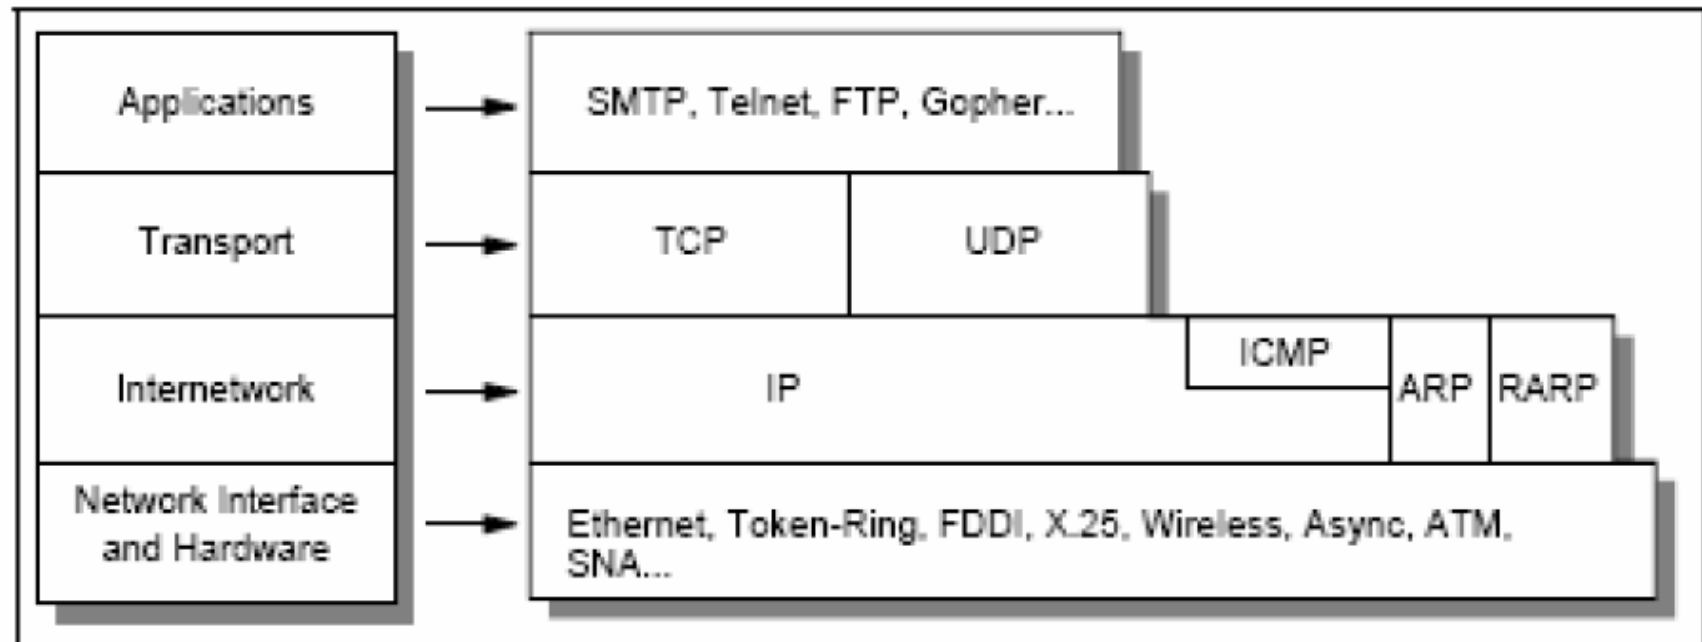 Applications
SMTP, Telnet, FTP, Gopher...
Transport
TCP
UDP
Internetwork
IP
ICMP
ARP
RARP
Network Interface
and Hardware
Ethernet, Token-Ring, FDDI, X.25, Wireless, Async, ATM,
SNA...